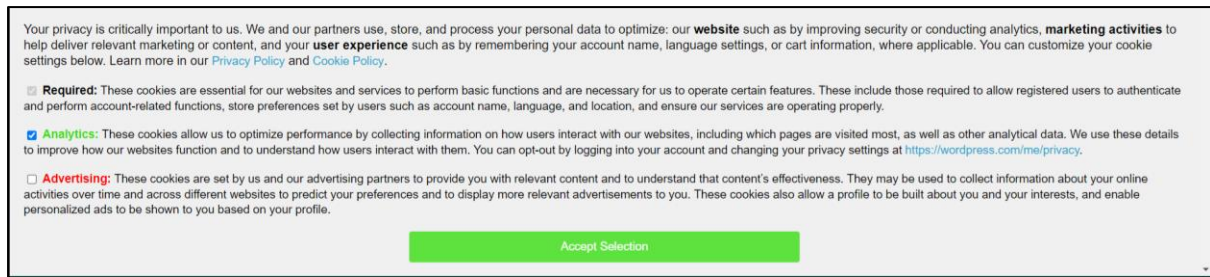 Your privacy is critically important to us. We and our partners use, store, and process your personal data to optimize: our website such as by improving security or conducting analytics, marketing activities to
help deliver relevant marketing or content, and your user experience such as by remembering your account name, language settings, or cart information, where applicable. You can customize your cookie
settings below. Learn more in our Privacy Policy and Cookie Policy.
Required: These cookies are essential for our websites and services to perform basic functions and are necessary for us to operate certain features. These include those required to allow registered users to authenticate
and perform account-related functions, store preferences set by users such as account name, language, and location, and ensure our services are operating properly.
Analytics: These cookies allow us to optimize performance by collecting information on how users interact with our websites, including which pages are visited most, as well as other analytical data. We use these details
to improve how our websites function and to understand how users interact with them. You can opt-out by logging into your account and changing your privacy settings at https://wordpress.com/me/privacy.
Advertising: These cookies are set by us and our advertising partners to provide you with relevant content and to understand that content's effectiveness. They may be used to collect information about your online
activities over time and across different websites to predict your preferences and to display more relevant advertisements to you. These cookies also allow a profile to be built about you and your interests, and enable
personalized ads to be shown to you based on your profile.
Accept Selection